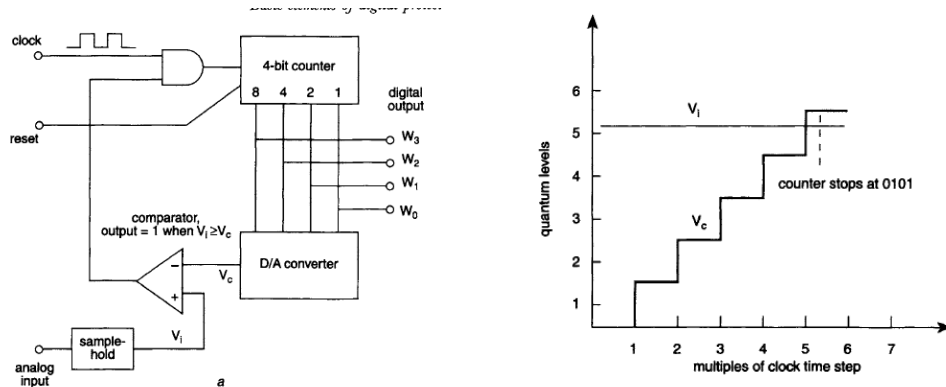 clock
4-bit counter
8 4 2 1
digital
output
reset
W3
W2
W1
W0
comparator,
output = 1 when Vi≥Vc
D/A converter
−
+
Vc
Vi
sample-
hold
analog
input
a
quantum levels
6
5
4
3
2
1
Vi
counter stops at 0101
Vc
1 2 3 4 5 6 7
multiples of clock time step